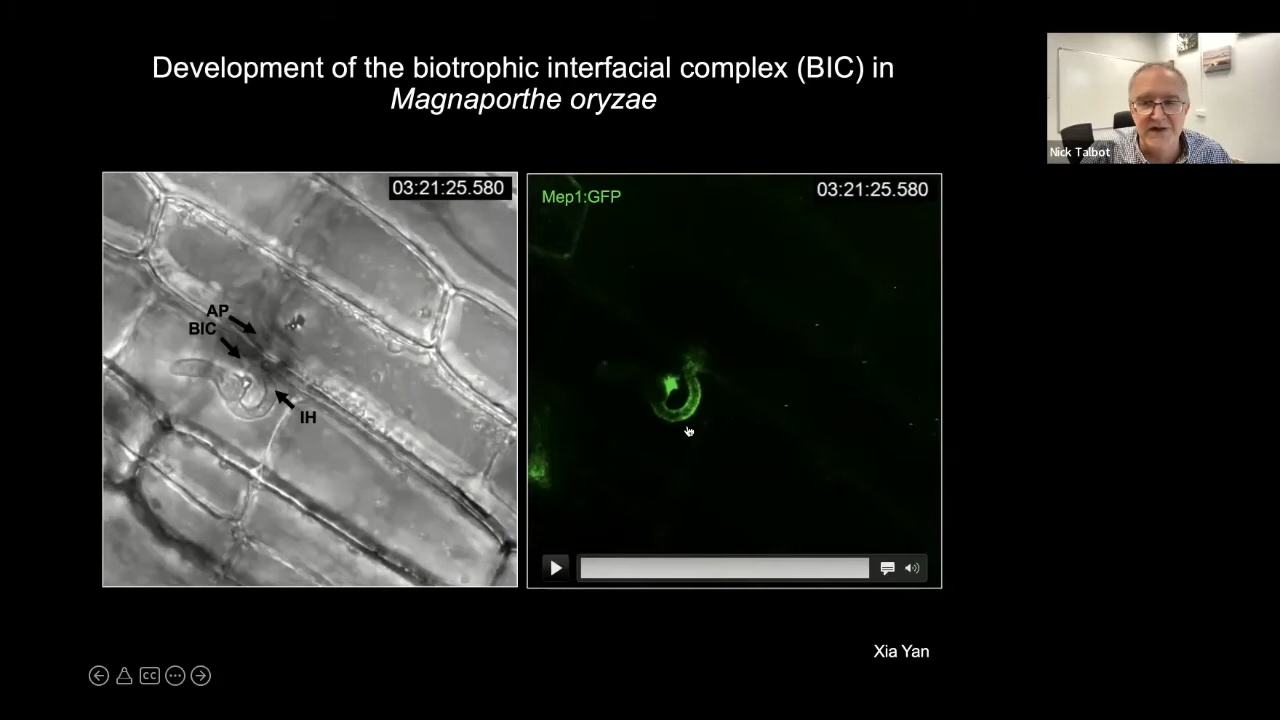 Development of the biotrophic interfacial complex (BIC) in
Magnaporthe oryzae
Nick Talbot
03:21:25.580
AP
BIC
IH
Mep1:GFP
03:21:25.580
Xia Yan
CC